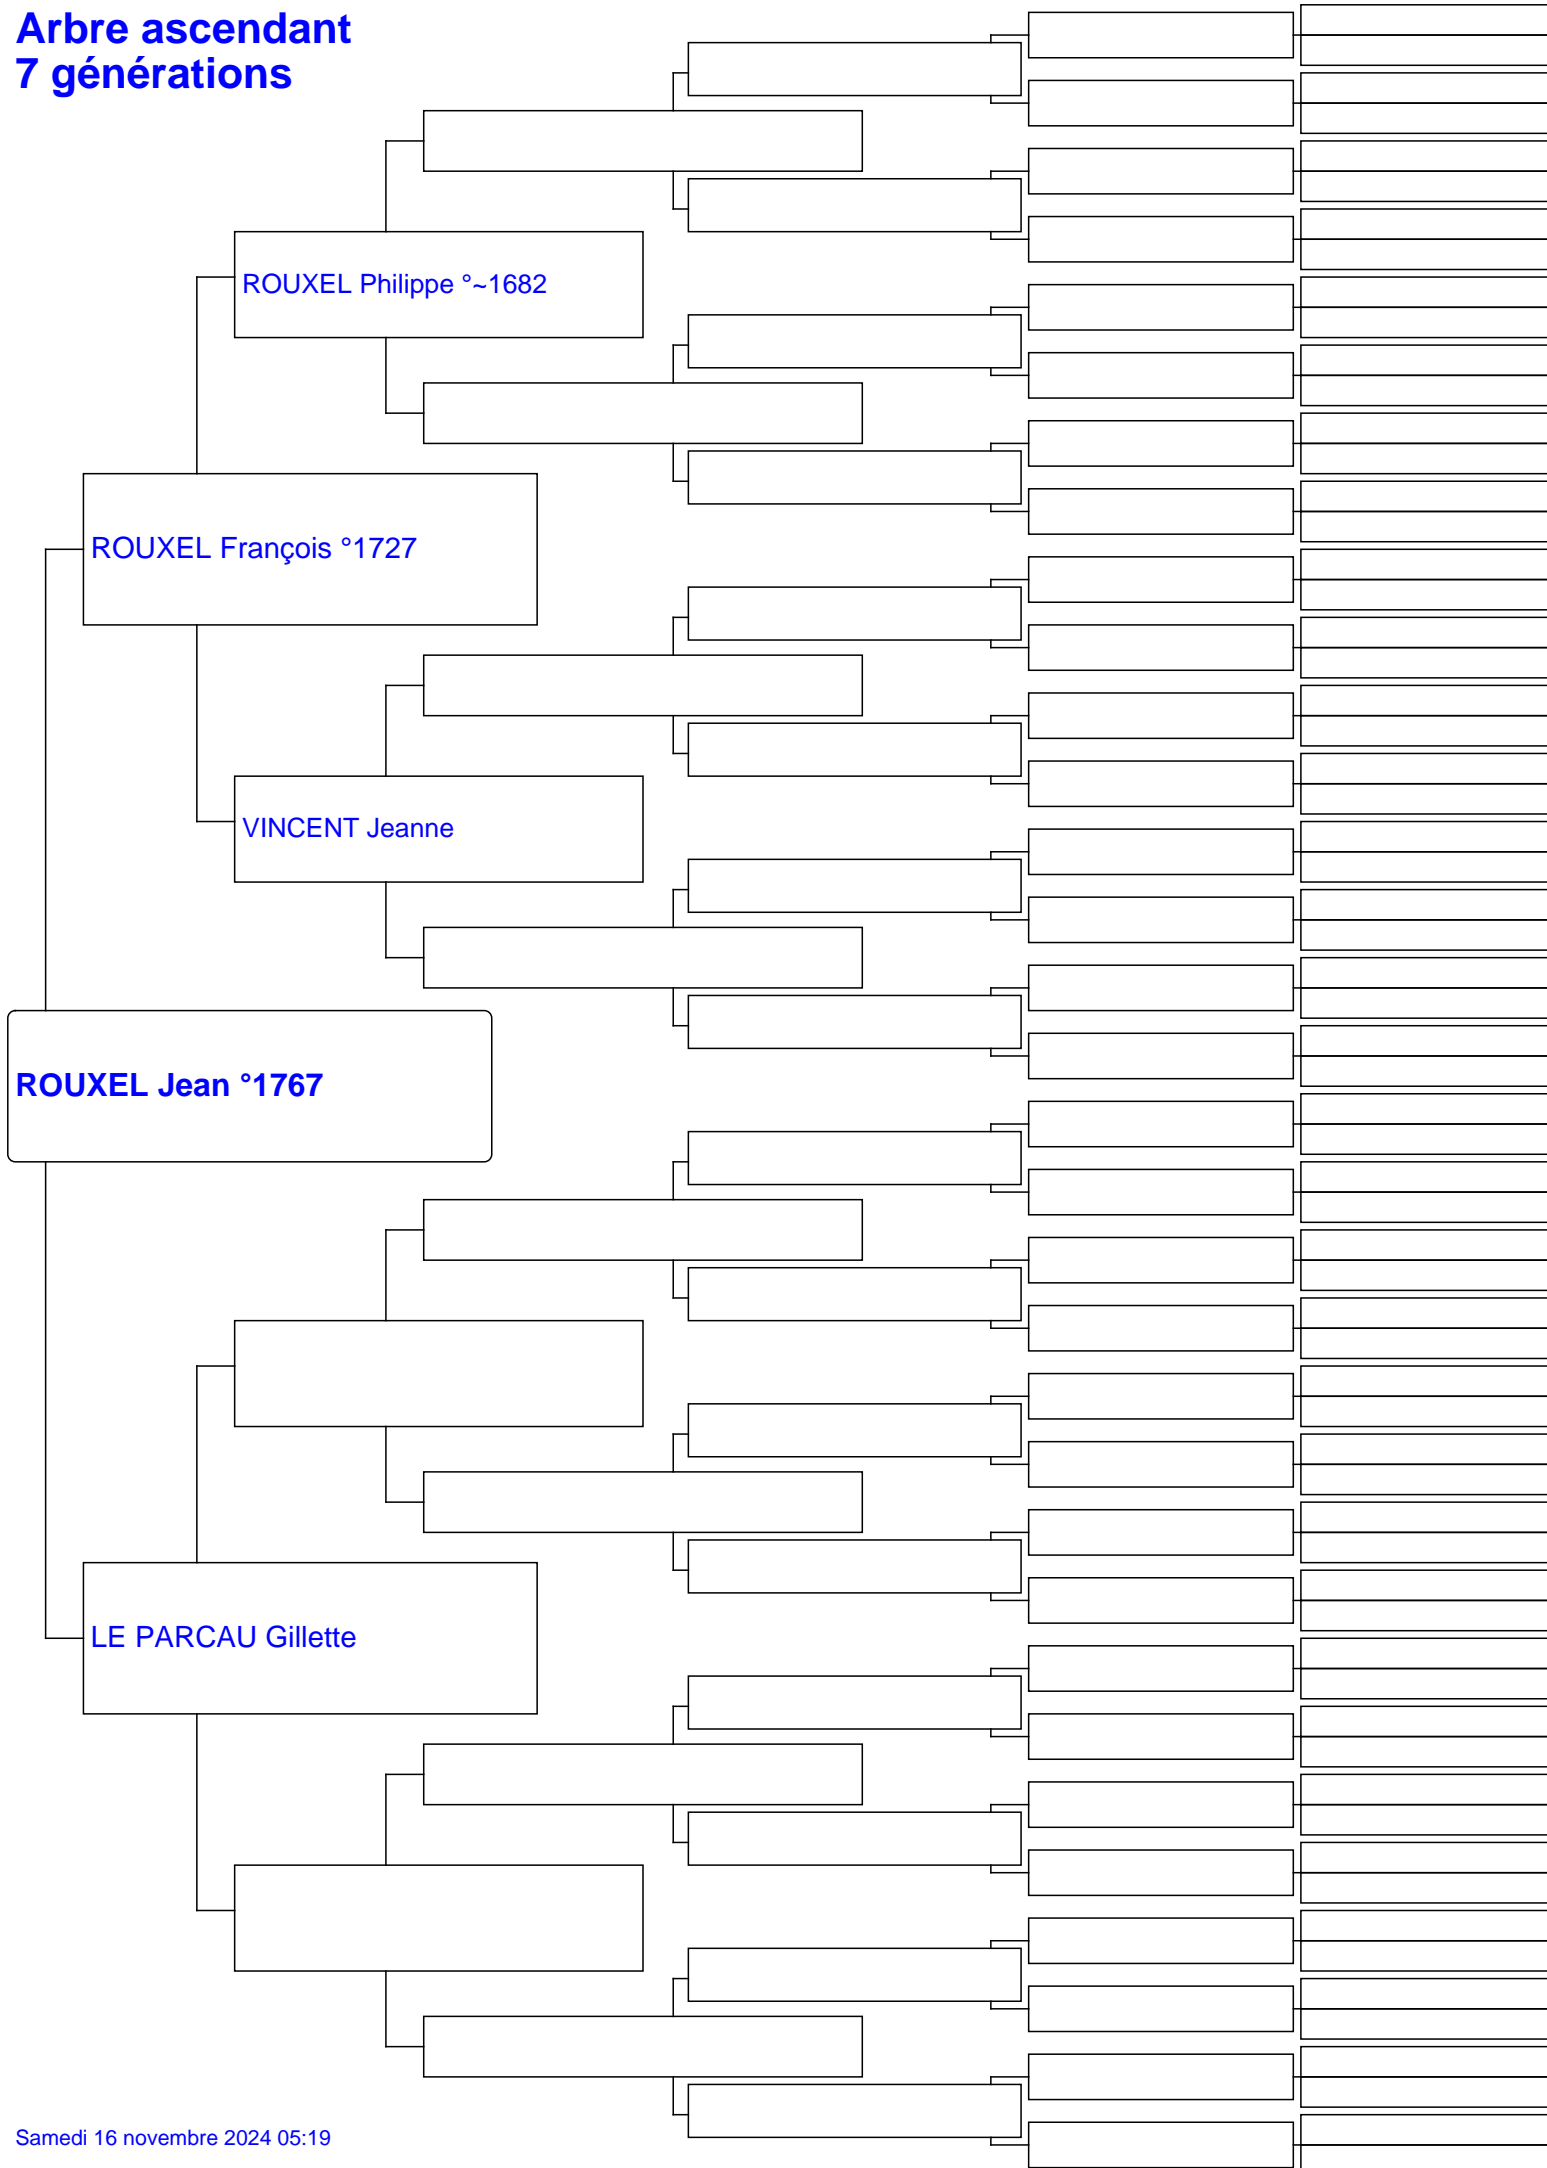 Arbre ascendant
7 générations
ROUXEL Philippe °~1682
ROUXEL François °1727
VINCENT Jeanne
ROUXEL Jean °1767
LE PARCAU Gillette
Samedi 16 novembre 2024 05:19